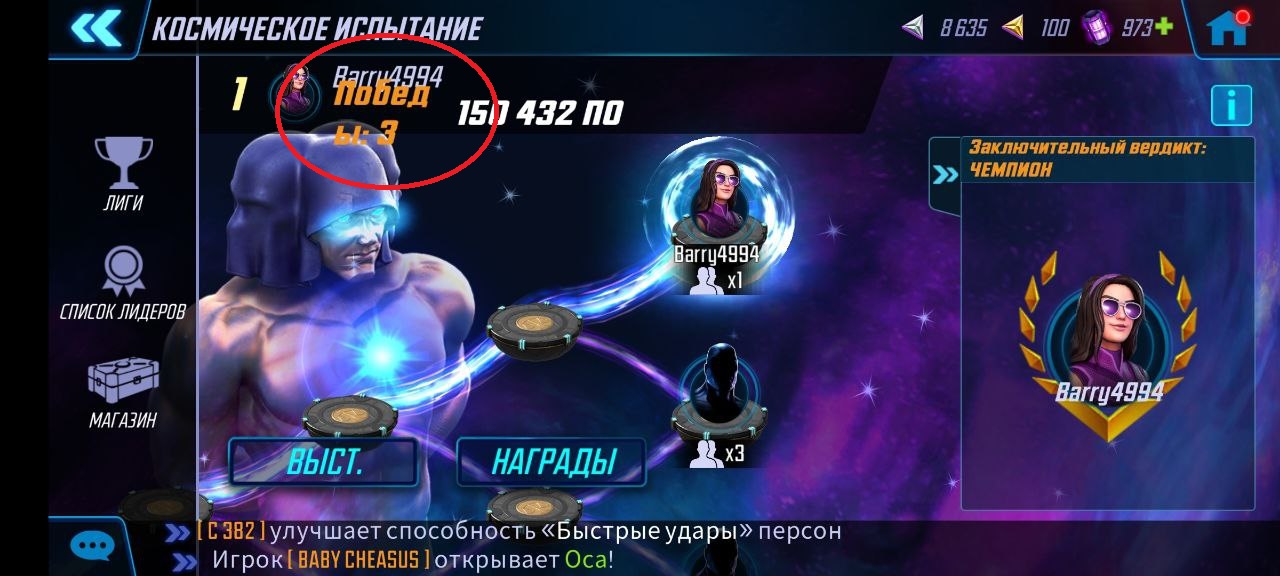 КОСМИЧЕСКОЕ ИСПЫТАНИЕ
8 635
100
973+
1
Barry4994
Побед
ы: 3
150 432 ПО
i
Заключительный вердикт:
ЧЕМПИОН
ЛИГИ
СПИСОК ЛИДЕРОВ
МАГАЗИН
Barry4994
x1
x3
Barry4994
ВЫСТ.
НАГРАДЫ
[ C 382 ] улучшает способность «Быстрые удары» персон
Игрок [ BABY CHEASUS ] открывает Оса!